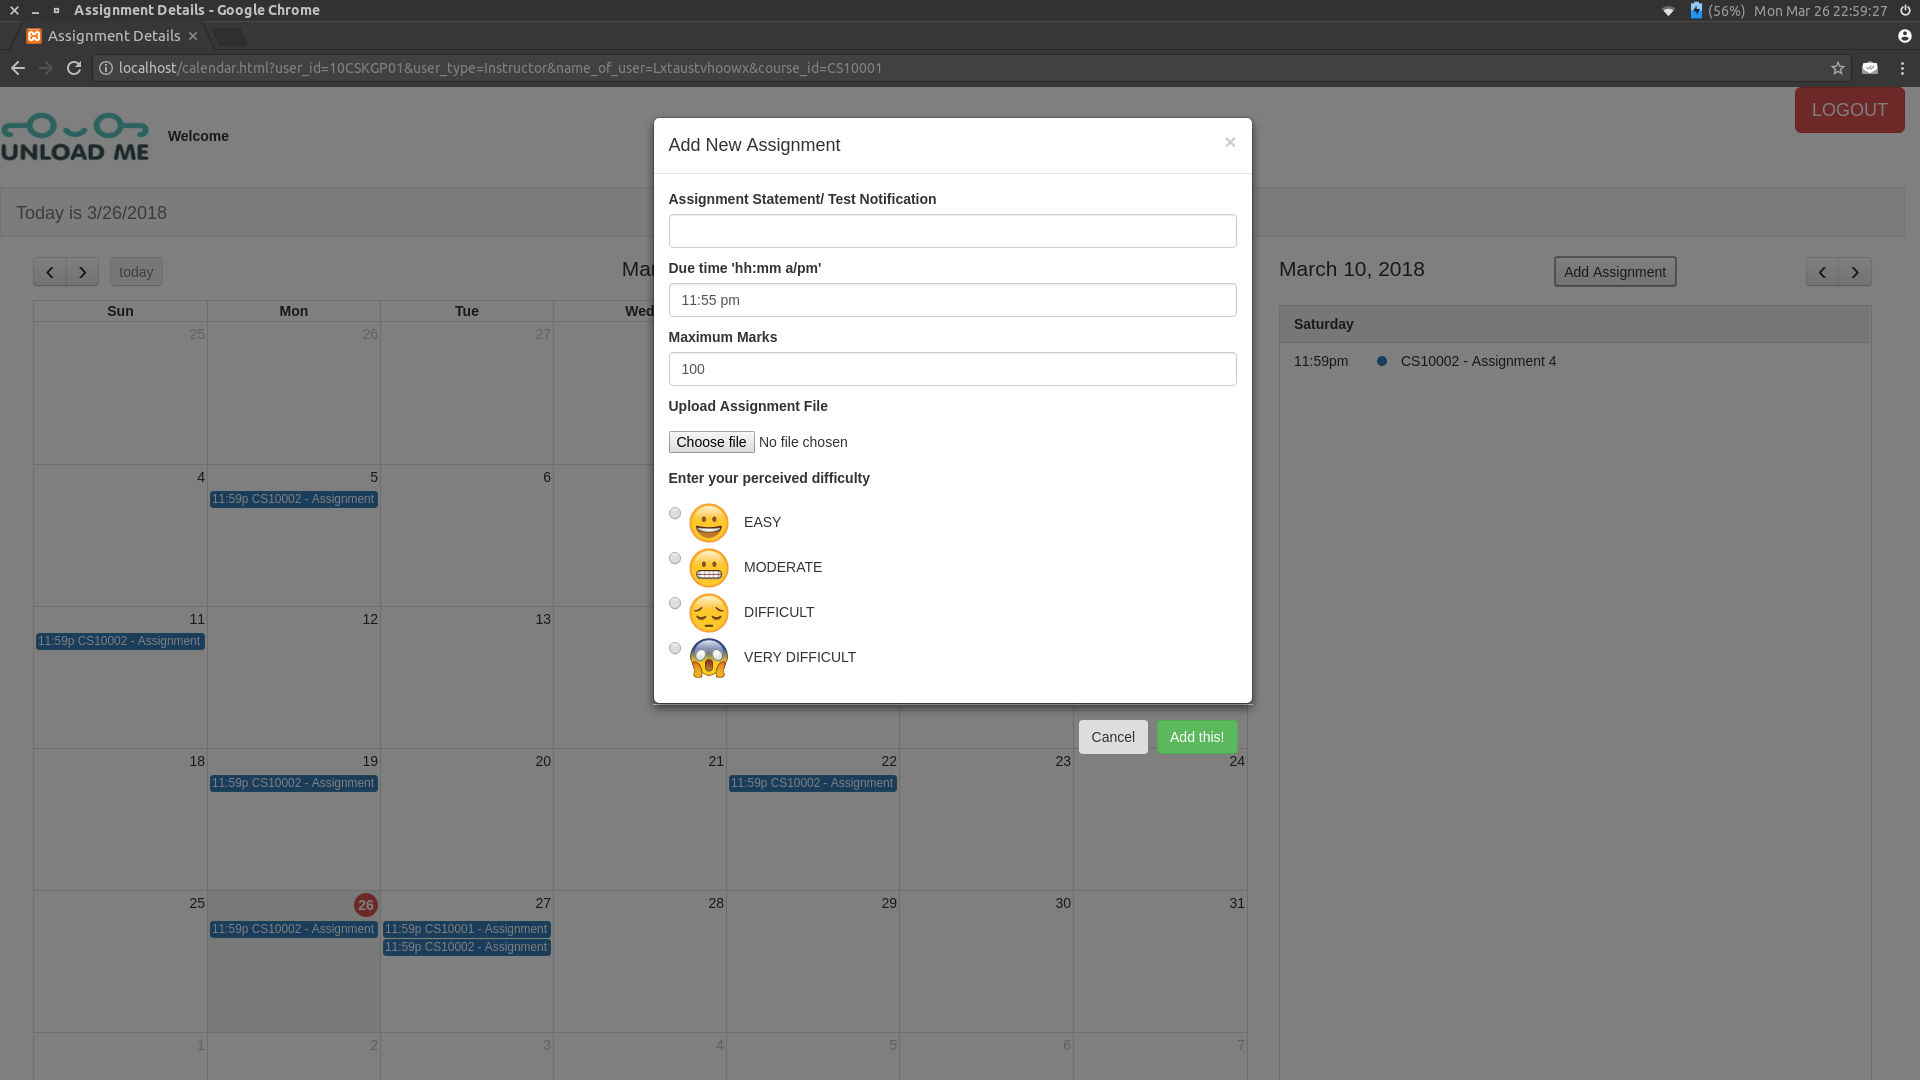 Assignment Details - Google Chrome
(56%) Mon Mar 26 22:59:27
Assignment Details
localhost/calendar.html?user_id=10CSKGP01&user_type=Instructor&name_of_user=Lxtaustvhoowx&course_id=CS10001
UNLOAD ME
Welcome
LOGOUT
Today is 3/26/2018
today
Sun Mon Tue Wed
25 26 27
4 5 6
11:59p CS10002 - Assignment
11 12 13
11:59p CS10002 - Assignment
18 19 20 21 22 23 24
11:59p CS10002 - Assignment
11:59p CS10002 - Assignment
25 26 27 28 29 30 31
11:59p CS10002 - Assignment
11:59p CS10001 - Assignment
11:59p CS10002 - Assignment
1 2 3 4 5 6 7
Add New Assignment
×
Assignment Statement/ Test Notification
Due time 'hh:mm a/pm'
11:55 pm
Maximum Marks
100
Upload Assignment File
Choose file No file chosen
Enter your perceived difficulty
EASY
MODERATE
DIFFICULT
VERY DIFFICULT
Cancel
Add this!
March 10, 2018
Add Assignment
Saturday
11:59pm CS10002 - Assignment 4